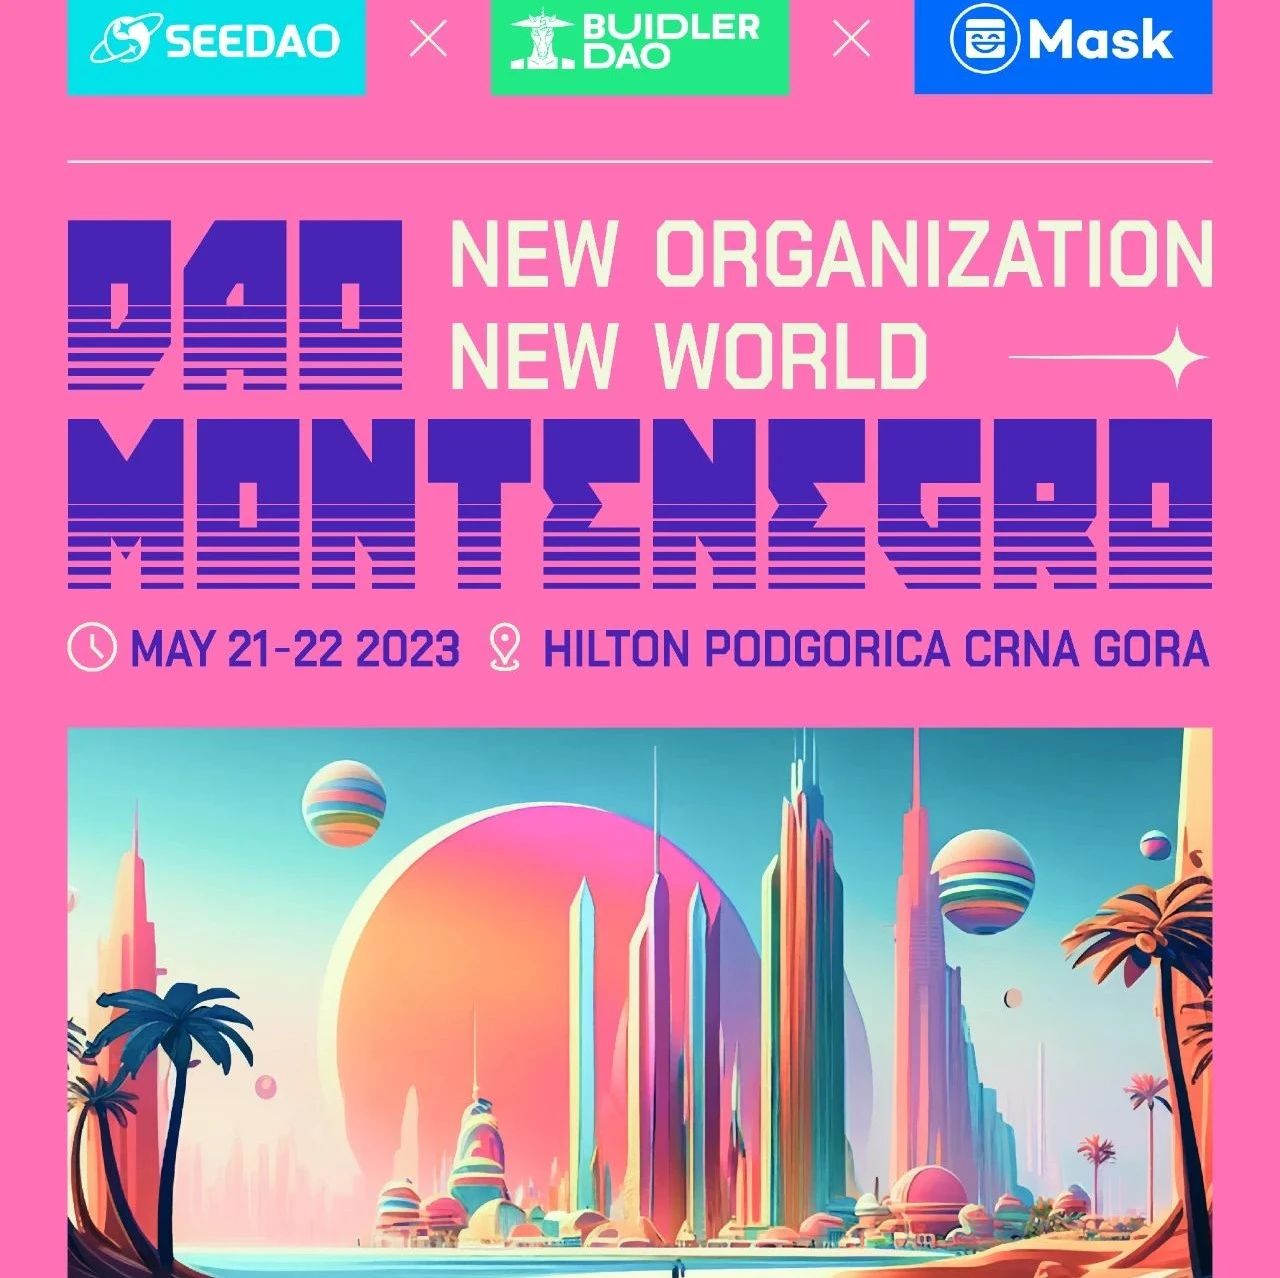 SEEDAO × BUIDLER DAO × Mask
DAO
NEW ORGANIZATION
NEW WORLD
MONTENEGRO
MAY 21-22 2023 HILTON PODGORICA CRNA GORA